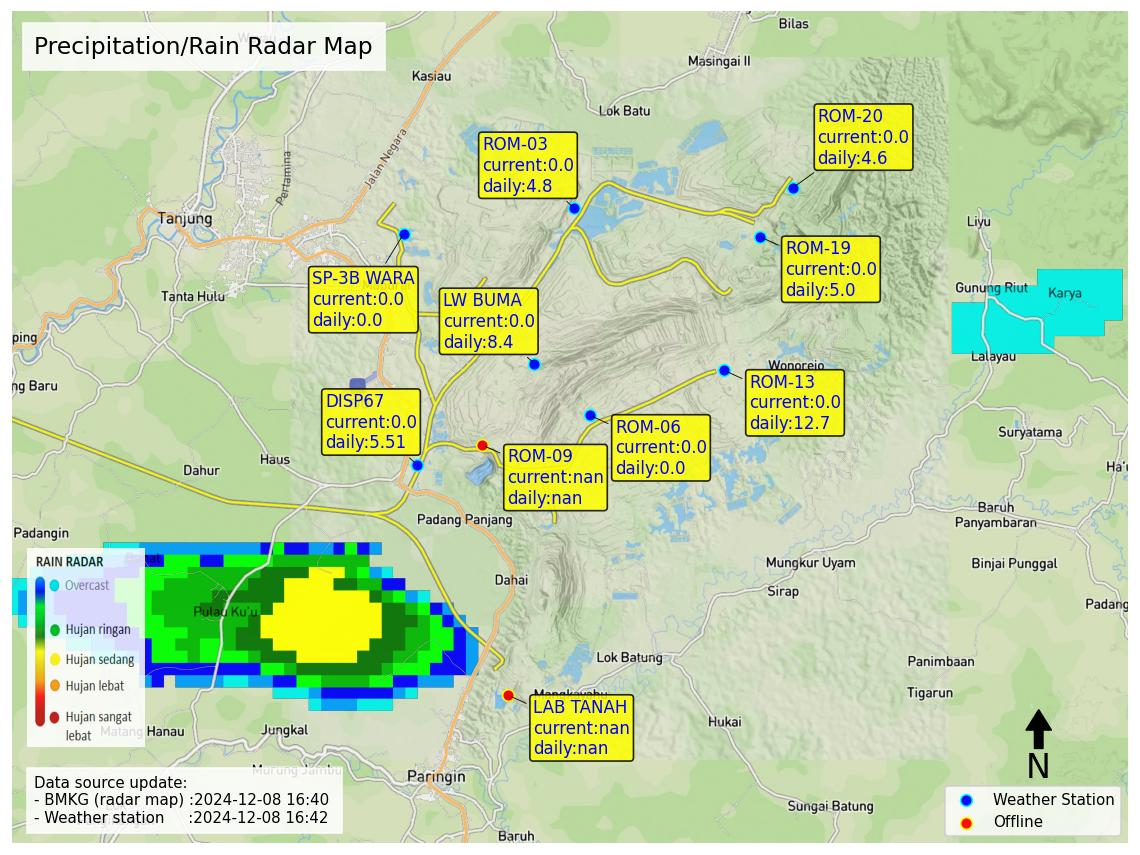 Precipitation/Rain Radar Map
Bilas
Masingai II
Kasiau
Lok Batu
Jalan Negara
Pertamina
Tanjung
Tanta Hulu
ROM-03
current:0.0
daily:4.8
ROM-20
current:0.0
daily:4.6
ROM-19
current:0.0
daily:5.0
SP-3B WARA
current:0.0
daily:0.0
LW BUMA
current:0.0
daily:8.4
Liyu
Gunung Riut
Karya
Lalayau
ping
ng Baru
Wonorejo
ROM-13
current:0.0
daily:12.7
DISP67
current:0.0
daily:5.51
ROM-06
current:0.0
daily:0.0
ROM-09
current:nan
daily:nan
Suryatama
Dahur
Haus
Ha'u
Padang Panjang
Baruh
Panyambaran
Padangin
Binjai Punggal
Mungkur Uyam
Dahai
Sirap
Padang
RAIN RADAR
Overcast
Hujan ringan
Hujan sedang
Hujan lebat
Hujan sangat
lebat
Pulau Ku'u
Lok Batung
Panimbaan
Tigarun
Mangkayahu
LAB TANAH
current:nan
daily:nan
Hukai
Matang Hanau
Jungkal
Murung Jambu
Paringin
Sungai Batung
Baruh
Data source update:
- BMKG (radar map) :2024-12-08 16:40
- Weather station :2024-12-08 16:42
N
Weather Station
Offline